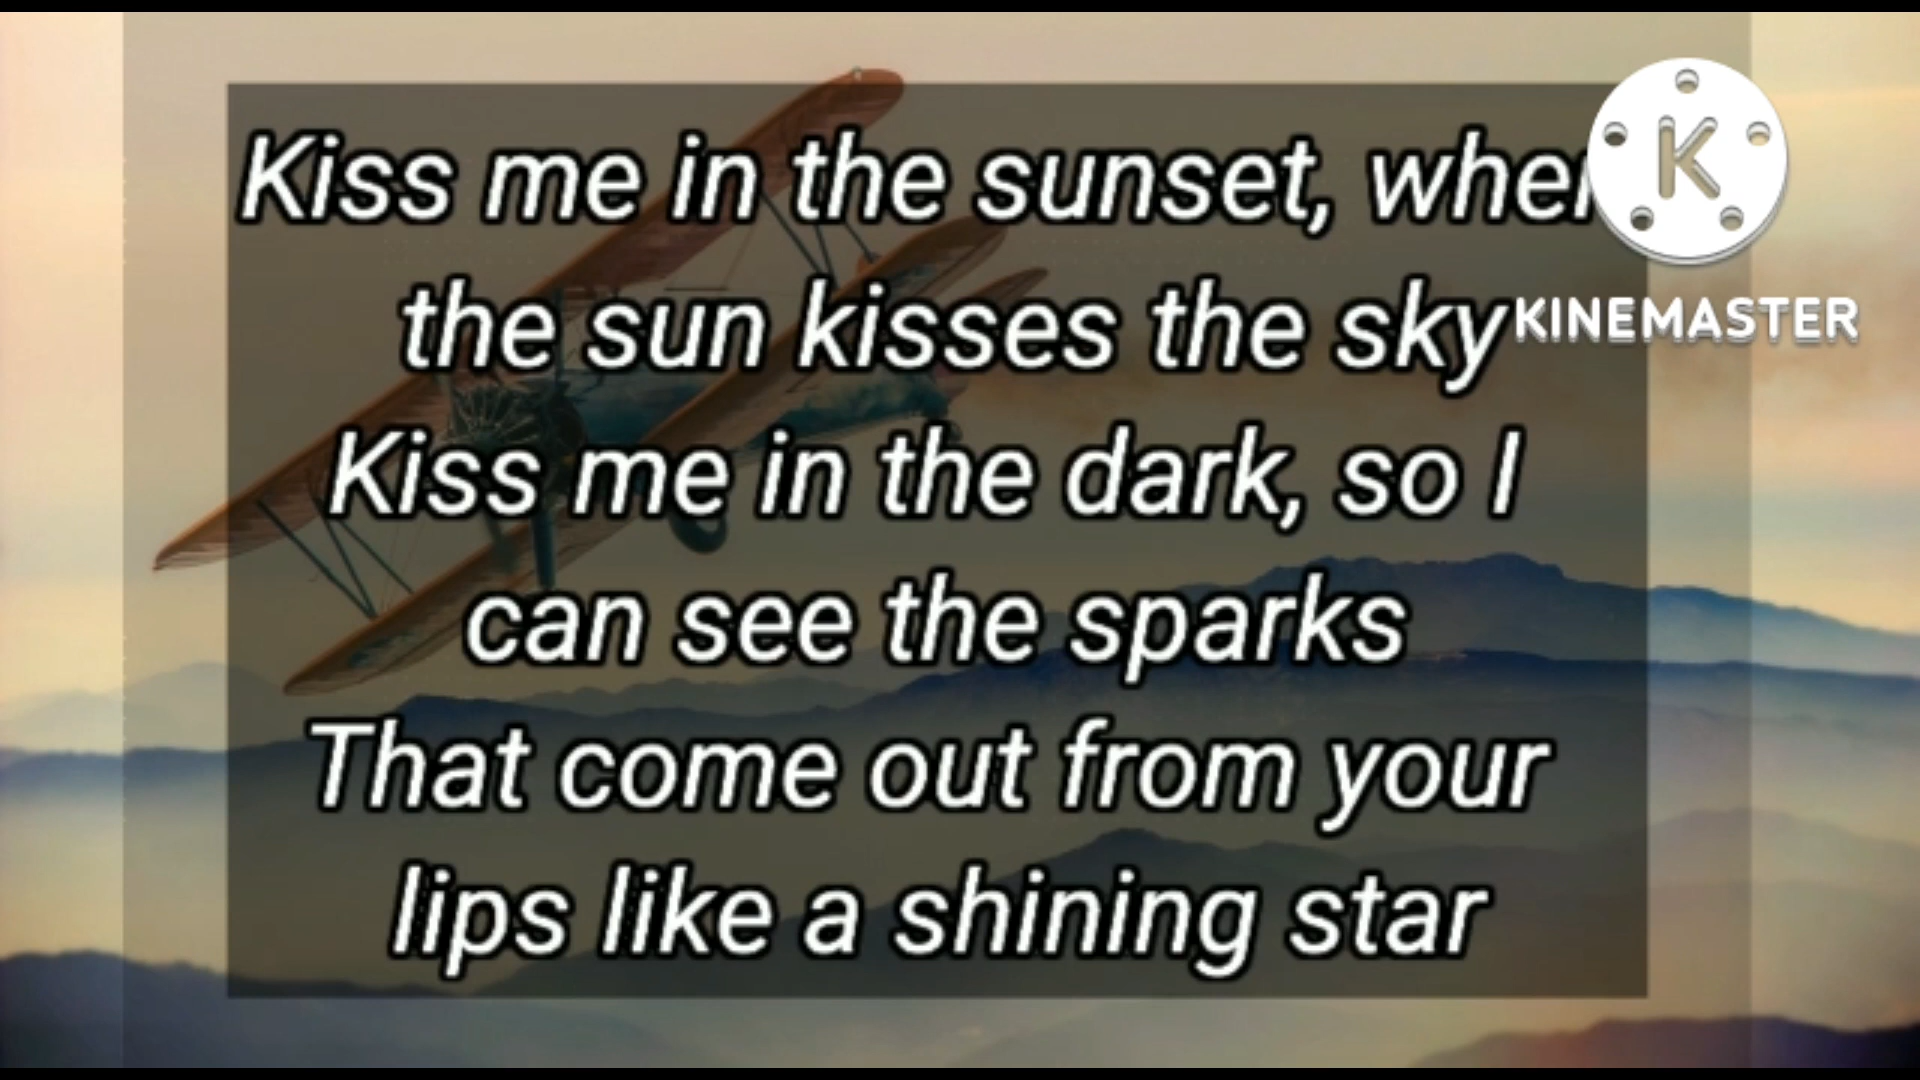 Kiss me in the sunset, when
the sun kisses the sky
Kiss me in the dark, so I
can see the sparks
That come out from your
lips like a shining star
K
KINEMASTER